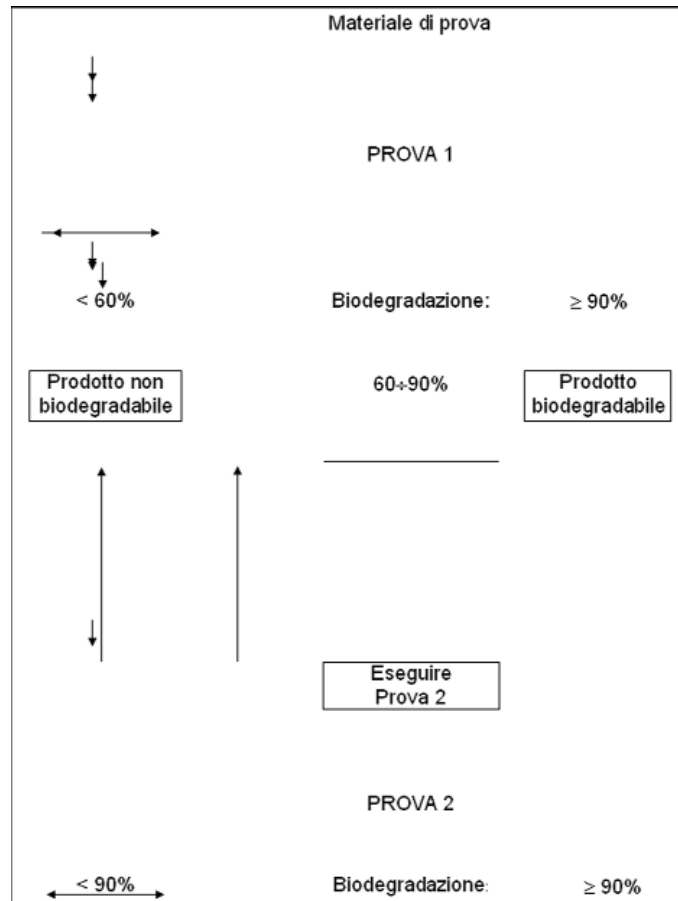 Materiale di prova
PROVA 1
< 60% Biodegradazione: ≥ 90%
Prodotto non biodegradabile 60÷90% Prodotto biodegradabile
Eseguire
Prova 2
PROVA 2
< 90% Biodegradazione: ≥ 90%